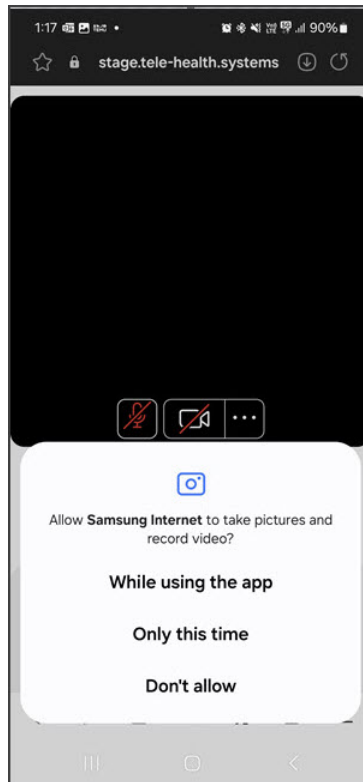 1:17
90%
stage.tele-health.systems
Allow Samsung Internet to take pictures and
record video?
While using the app
Only this time
Don't allow